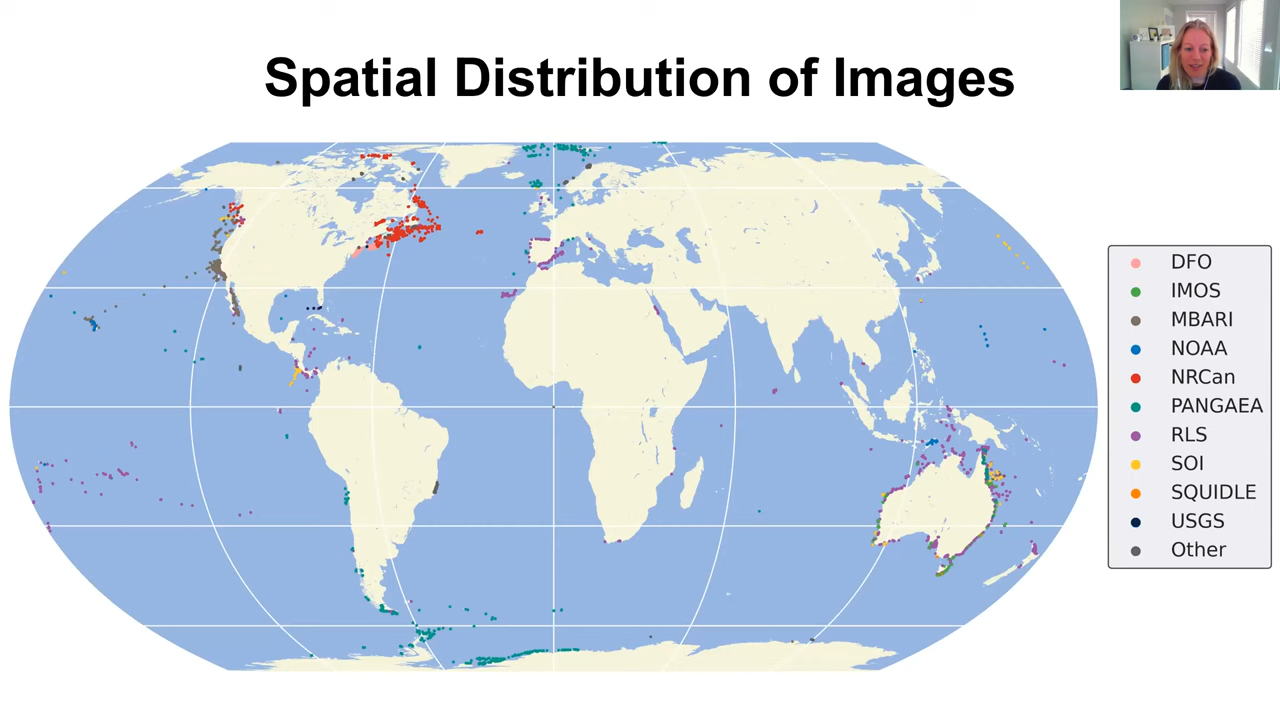 Spatial Distribution of Images
DFO
IMOS
MBARI
NOAA
NRCan
PANGAEA
RLS
SOI
SQUIDLE
USGS
Other